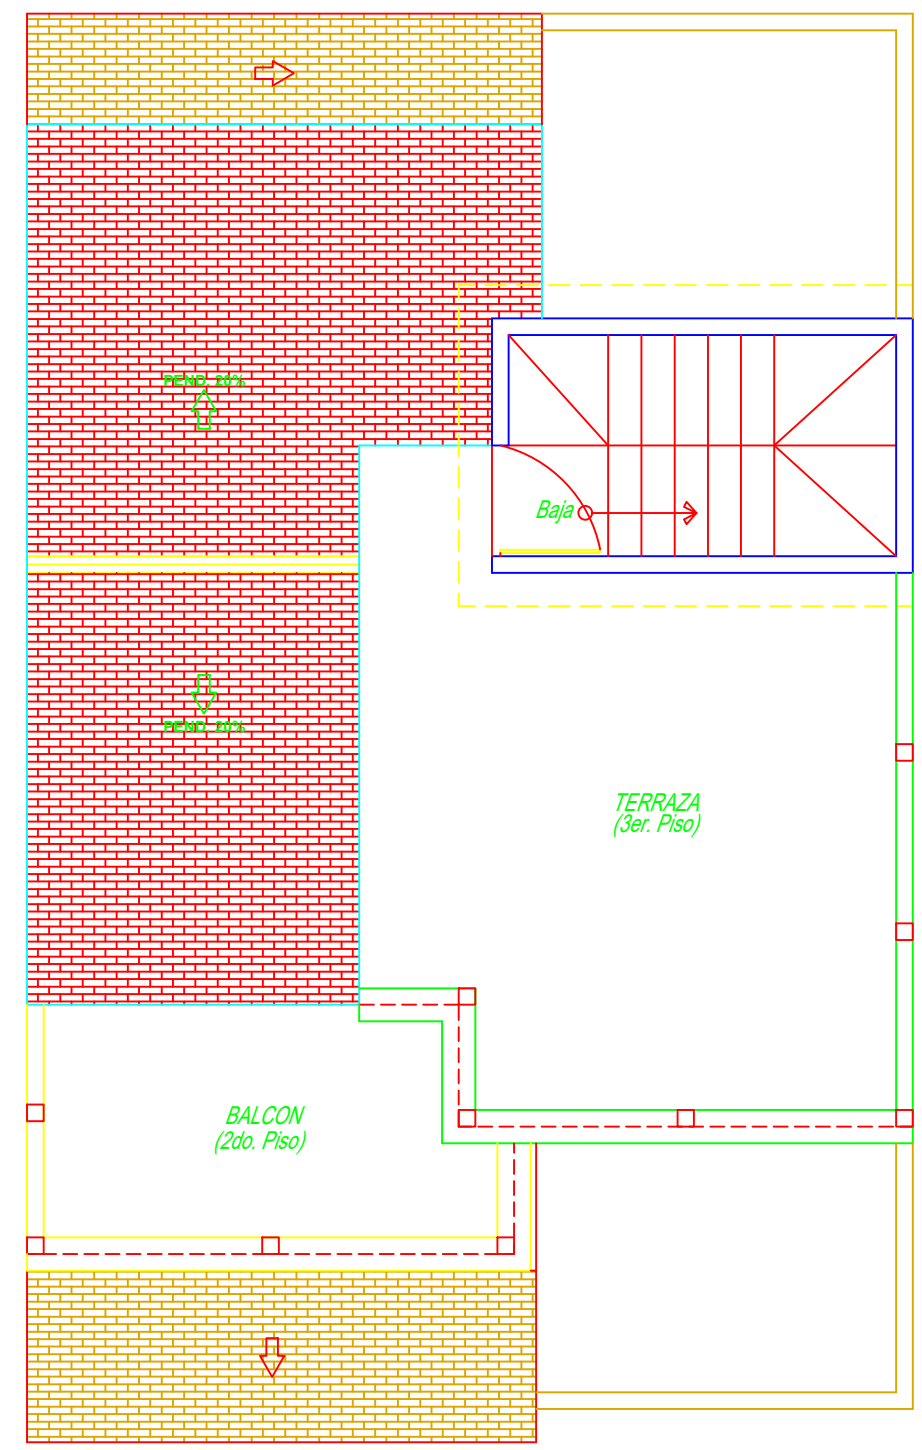 PEND. 20%
Baja
PEND. 20%
TERRAZA
(3er. Piso)
BALCON
(2do. Piso)